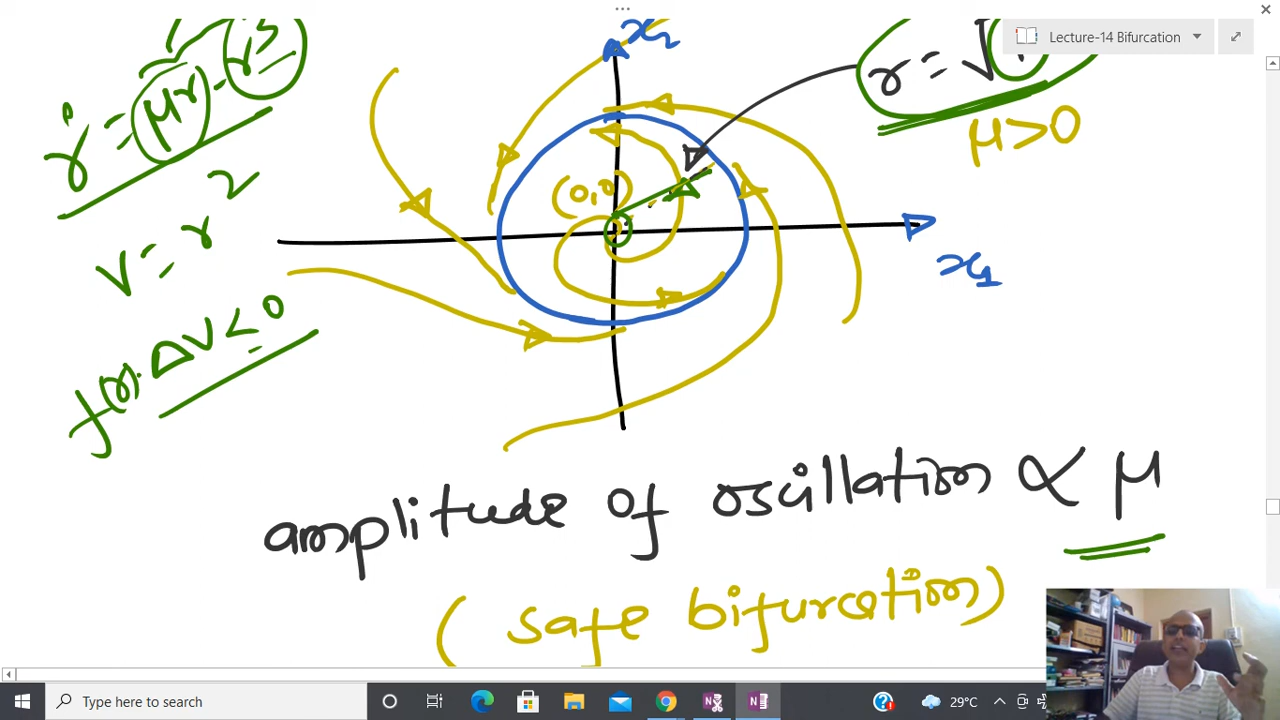 Lecture-14 Bifurcation
x₂
ṙ = μr - r³
r = √
μ>0
(0,0)
v = r²
x₁
f(r). ΔV ≤ 0
amplitude of oscillation ∝ μ
(safe bifurcation)
Type here to search
29°C